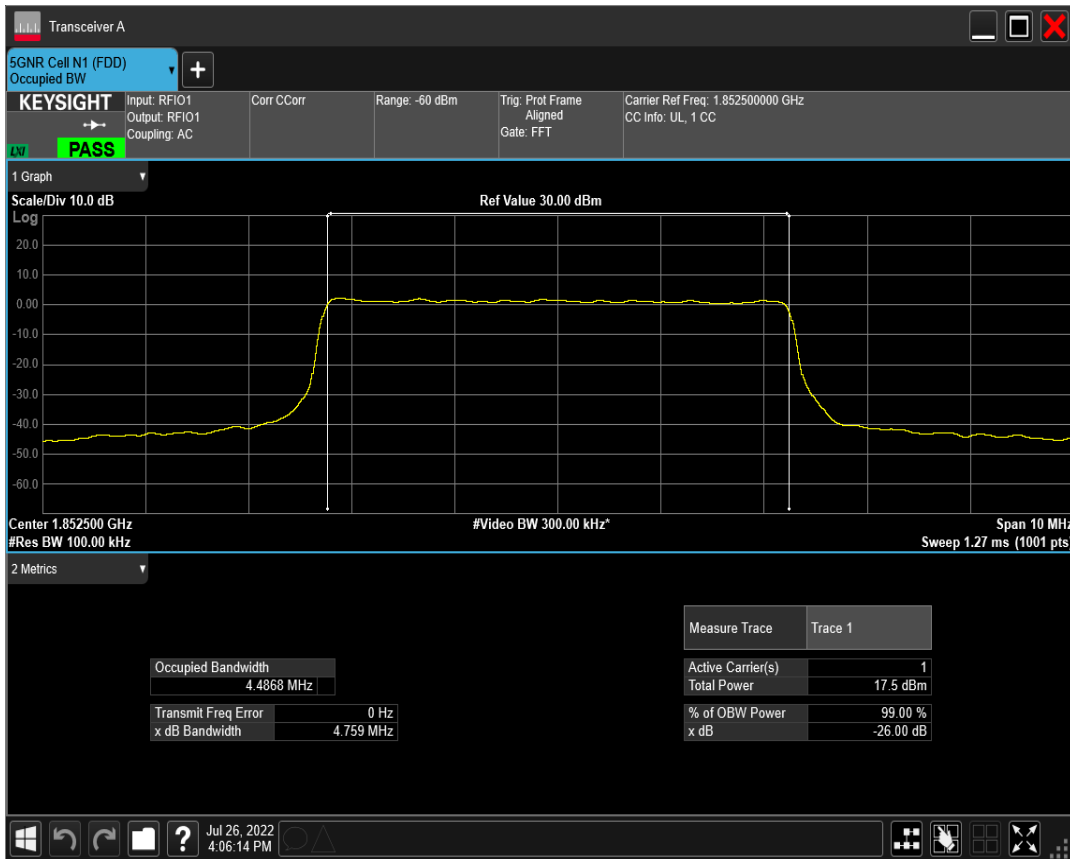 Transceiver A
5GNR Cell N1 (FDD)
Occupied BW
+
KEYSIGHT
LXI
PASS
Input: RFIO1
Output: RFIO1
Coupling: AC
Corr CCorr
Range: -60 dBm
Trig: Prot Frame
Aligned
Gate: FFT
Carrier Ref Freq: 1.852500000 GHz
CC Info: UL, 1 CC
1 Graph
Scale/Div 10.0 dB
Ref Value 30.00 dBm
Log
20.0
10.0
0.00
-10.0
-20.0
-30.0
-40.0
-50.0
-60.0
Center 1.852500 GHz
#Video BW 300.00 kHz*
Span 10 MHz
#Res BW 100.00 kHz
Sweep 1.27 ms (1001 pts)
2 Metrics
Measure Trace Trace 1
Occupied Bandwidth
4.4868 MHz
Active Carrier(s) 1
Total Power 17.5 dBm
Transmit Freq Error 0 Hz
x dB Bandwidth 4.759 MHz
% of OBW Power 99.00 %
x dB -26.00 dB
?
Jul 26, 2022
4:06:14 PM